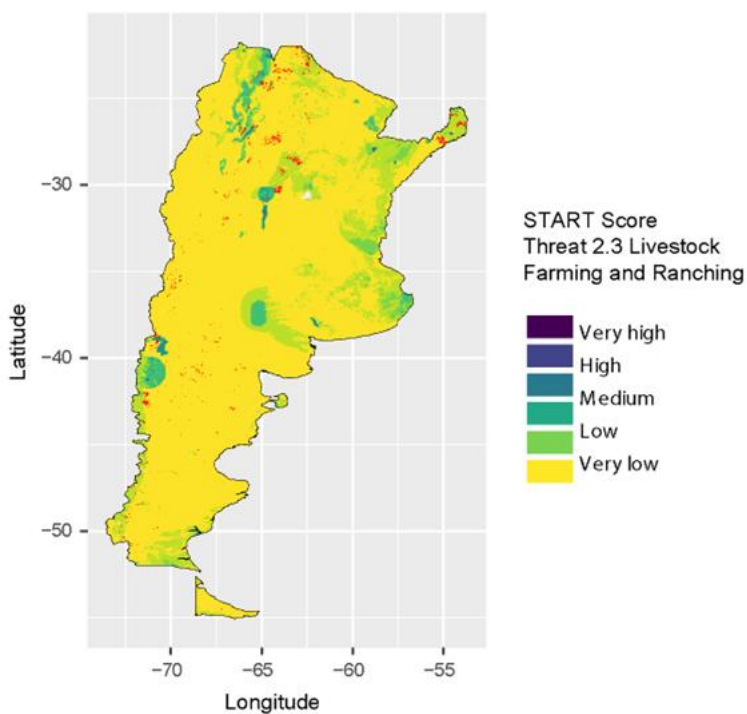 −30
−40
−50
−70
−65
−60
−55
Latitude
Longitude
START Score
Threat 2.3 Livestock
Farming and Ranching
Very high
High
Medium
Low
Very low